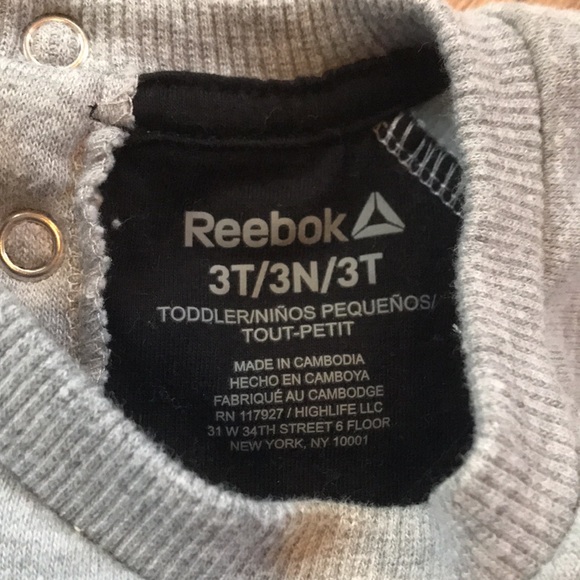 Reebok
3T/3N/3T
TODDLER/NIÑOS PEQUEÑOS/
TOUT-PETIT
MADE IN CAMBODIA
HECHO EN CAMBOYA
FABRIQUÉ AU CAMBODGE
RN 117927 / HIGHLIFE LLC
31 W 34TH STREET 6 FLOOR
NEW YORK, NY 10001